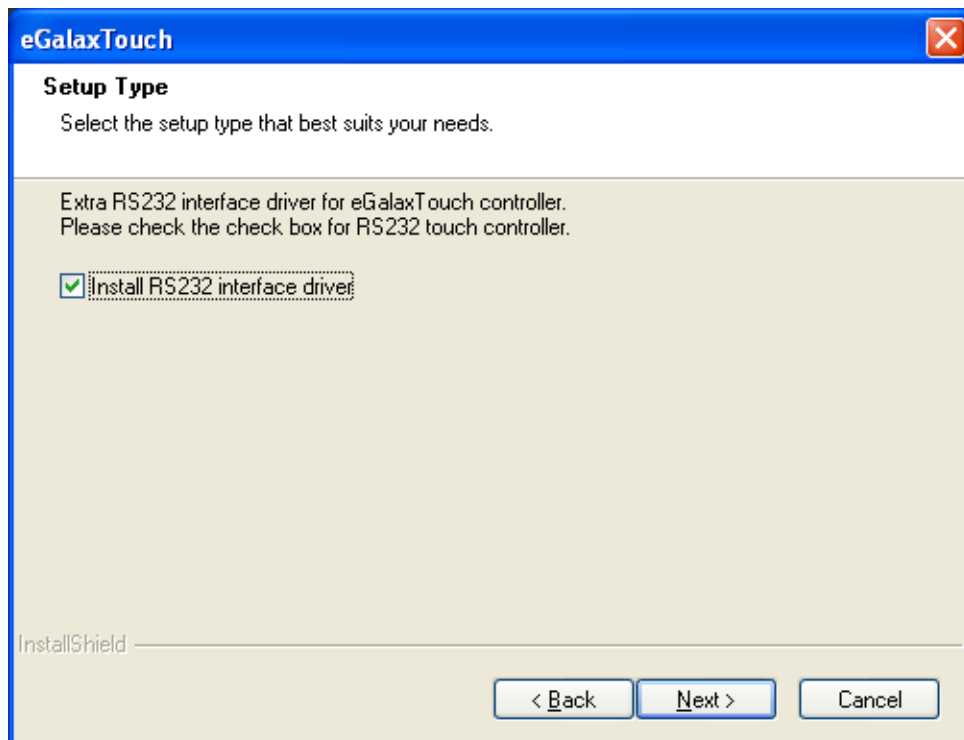 eGalaxTouch
Setup Type
Select the setup type that best suits your needs.
Extra RS232 interface driver for eGalaxTouch controller.
Please check the check box for RS232 touch controller.
Install RS232 interface driver
InstallShield
< Back
Next >
Cancel